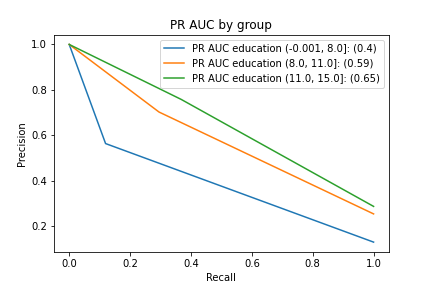 PR AUC by group
PR AUC education (-0.001, 8.0]: (0.4)
PR AUC education (8.0, 11.0]: (0.59)
PR AUC education (11.0, 15.0]: (0.65)
Precision
1.0
0.8
0.6
0.4
0.2
0.0 0.2 0.4 0.6 0.8 1.0
Recall